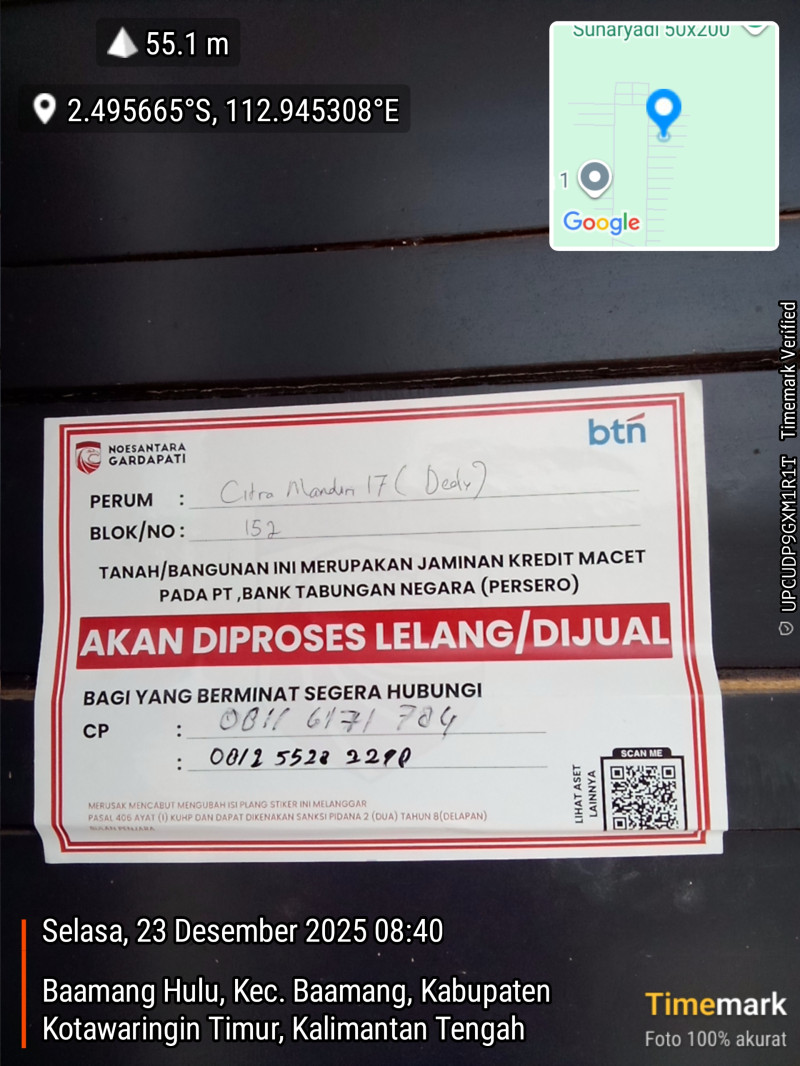 55.1 m
2.495665°S, 112.945308°E
Sunaryadi 50x200
1
Google
UPCUDP9GXM1R1T Timemark Verified
NOESANTARA
GARDAPATI
btn
PERUM : Citra Mandiri 17 ( Dedy)
BLOK/NO : 152
TANAH/BANGUNAN INI MERUPAKAN JAMINAN KREDIT MACET
PADA PT ,BANK TABUNGAN NEGARA (PERSERO)
AKAN DIPROSES LELANG/DIJUAL
BAGI YANG BERMINAT SEGERA HUBUNGI
CP : 0811 6171 784
: 0812 5528 2290
MERUSAK MENCABUT MENGUBAH ISI PLANG STIKER INI MELANGGAR
PASAL 406 AYAT (1) KUHP DAN DAPAT DIKENAKAN SANKSI PIDANA 2 (DUA) TAHUN 8(DELAPAN)
BULAN PENJARA
LIHAT ASET
LAINNYA
SCAN ME
Selasa, 23 Desember 2025 08:40
Baamang Hulu, Kec. Baamang, Kabupaten
Kotawaringin Timur, Kalimantan Tengah
Timemark
Foto 100% akurat